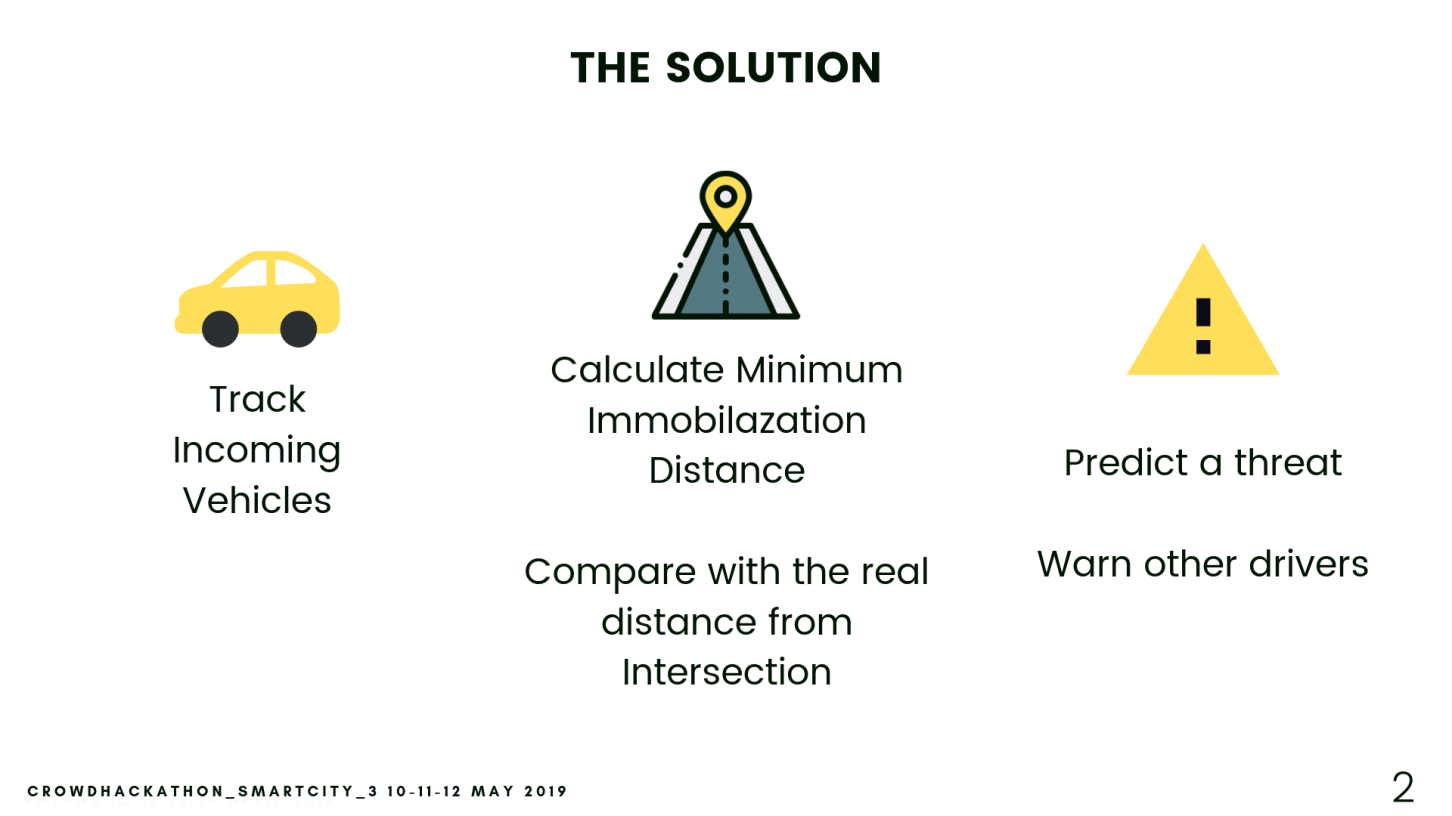 THE SOLUTION
Track
Incoming
Vehicles
Calculate Minimum
Immobilazation
Distance
Compare with the real
distance from
Intersection
Predict a threat
Warn other drivers
CROWDHACKATHON_SMARTCITY_3 10-11-12 MAY 2019
2